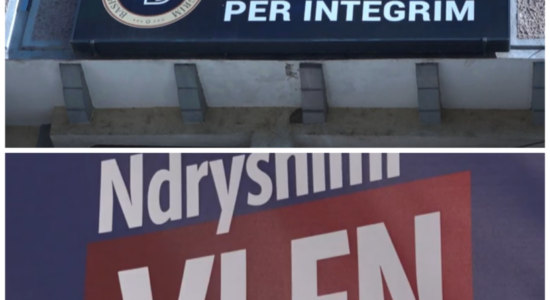 PER INTEGRIM
Ndryshimi
VLEN